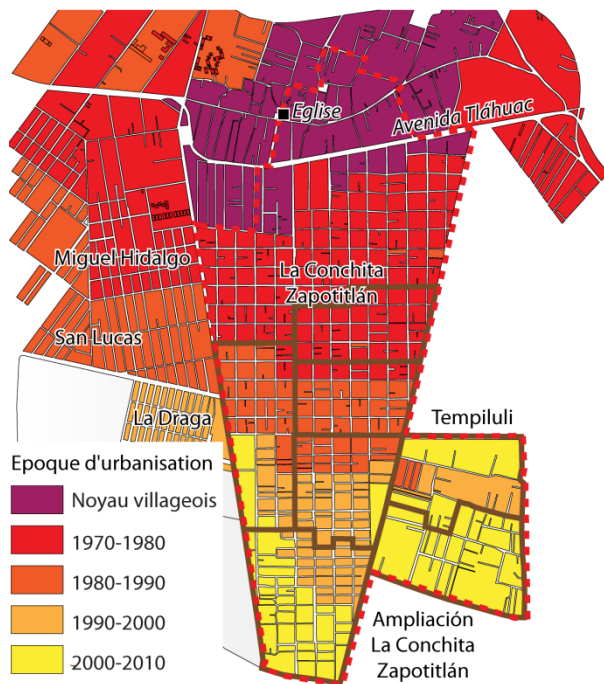 Eglise
Avenida Tláhuac
Miguel Hidalgo
La Conchita
Zapotitlán
San Lucas
La Draga
Tempiluli
Epoque d'urbanisation
Noyau villageois
1970-1980
1980-1990
1990-2000
2000-2010
Ampliación
La Conchita
Zapotitlán